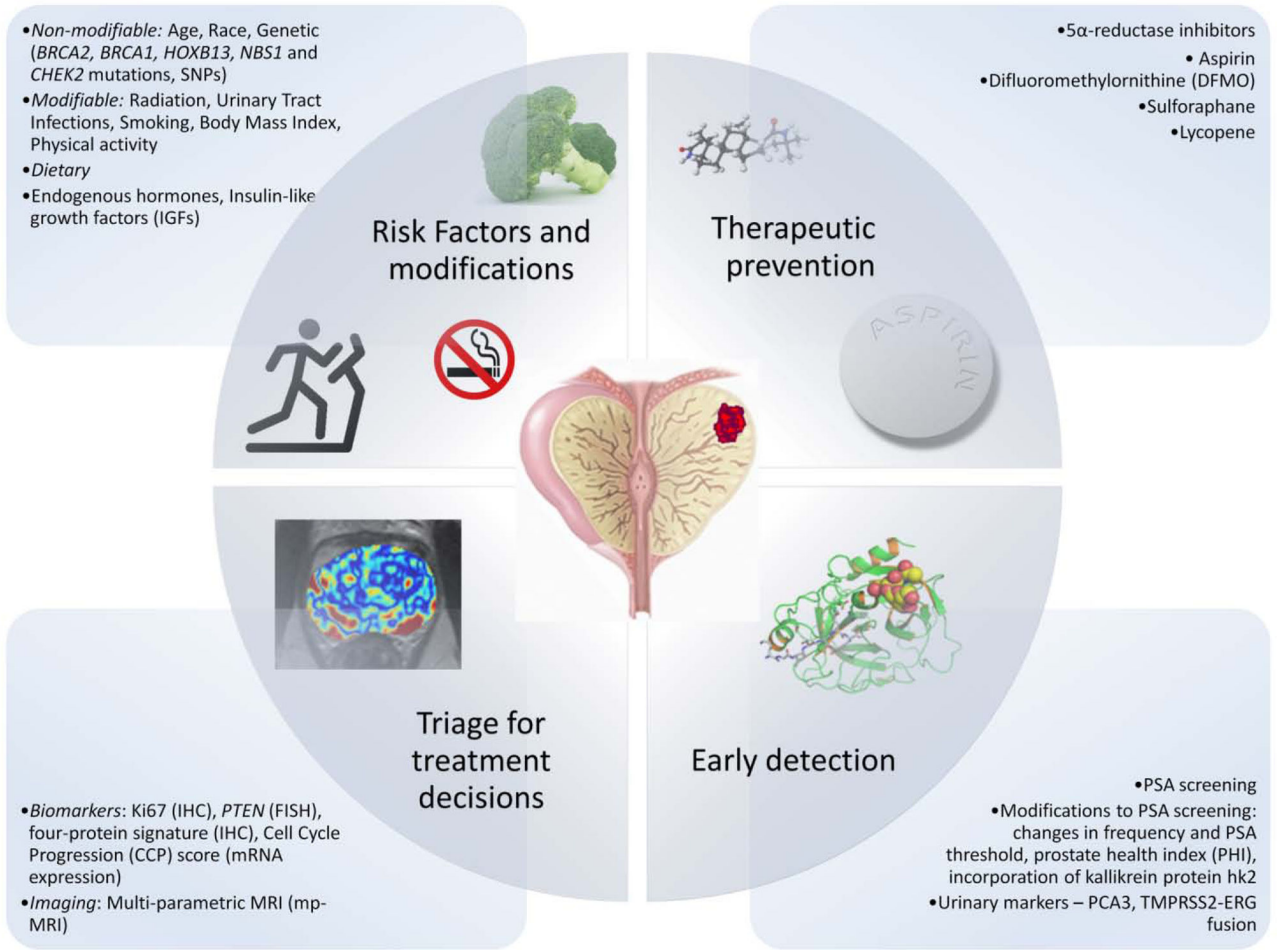 •Non-modifiable: Age, Race, Genetic
(BRCA2, BRCA1, HOXB13, NBS1 and
CHEK2 mutations, SNPs)
•Modifiable: Radiation, Urinary Tract
Infections, Smoking, Body Mass Index,
Physical activity
•Dietary
•Endogenous hormones, Insulin-like
growth factors (IGFs)
Risk Factors and
modifications
•5α-reductase inhibitors
• Aspirin
•Difluoromethylornithine (DFMO)
•Sulforaphane
•Lycopene
Therapeutic
prevention
ASPIRIN
Triage for
treatment
decisions
•Biomarkers: Ki67 (IHC), PTEN (FISH),
four-protein signature (IHC), Cell Cycle
Progression (CCP) score (mRNA
expression)
•Imaging: Multi-parametric MRI (mp-
MRI)
Early detection
•PSA screening
•Modifications to PSA screening:
changes in frequency and PSA
threshold, prostate health index (PHI),
incorporation of kallikrein protein hk2
•Urinary markers – PCA3, TMPRSS2-ERG
fusion